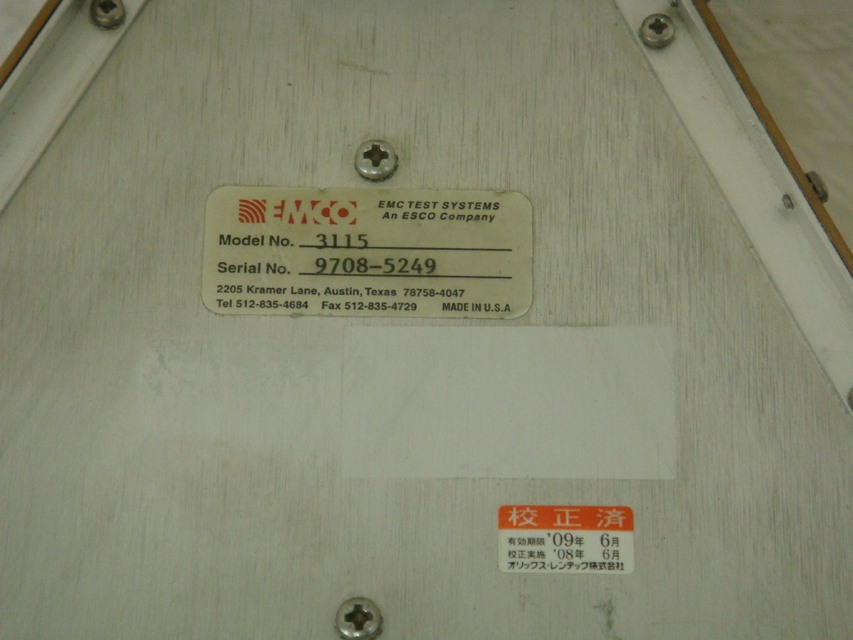 EMCO
EMC TEST SYSTEMS
An ESCO Company
Model No. 3115
Serial No. 9708-5249
2205 Kramer Lane, Austin, Texas 78758-4047
Tel 512-835-4684 Fax 512-835-4729 MADE IN U.S.A
校正済
有効期限 '09年 6月
校正実施 '08年 6月
オリックス・レンテック株式会社